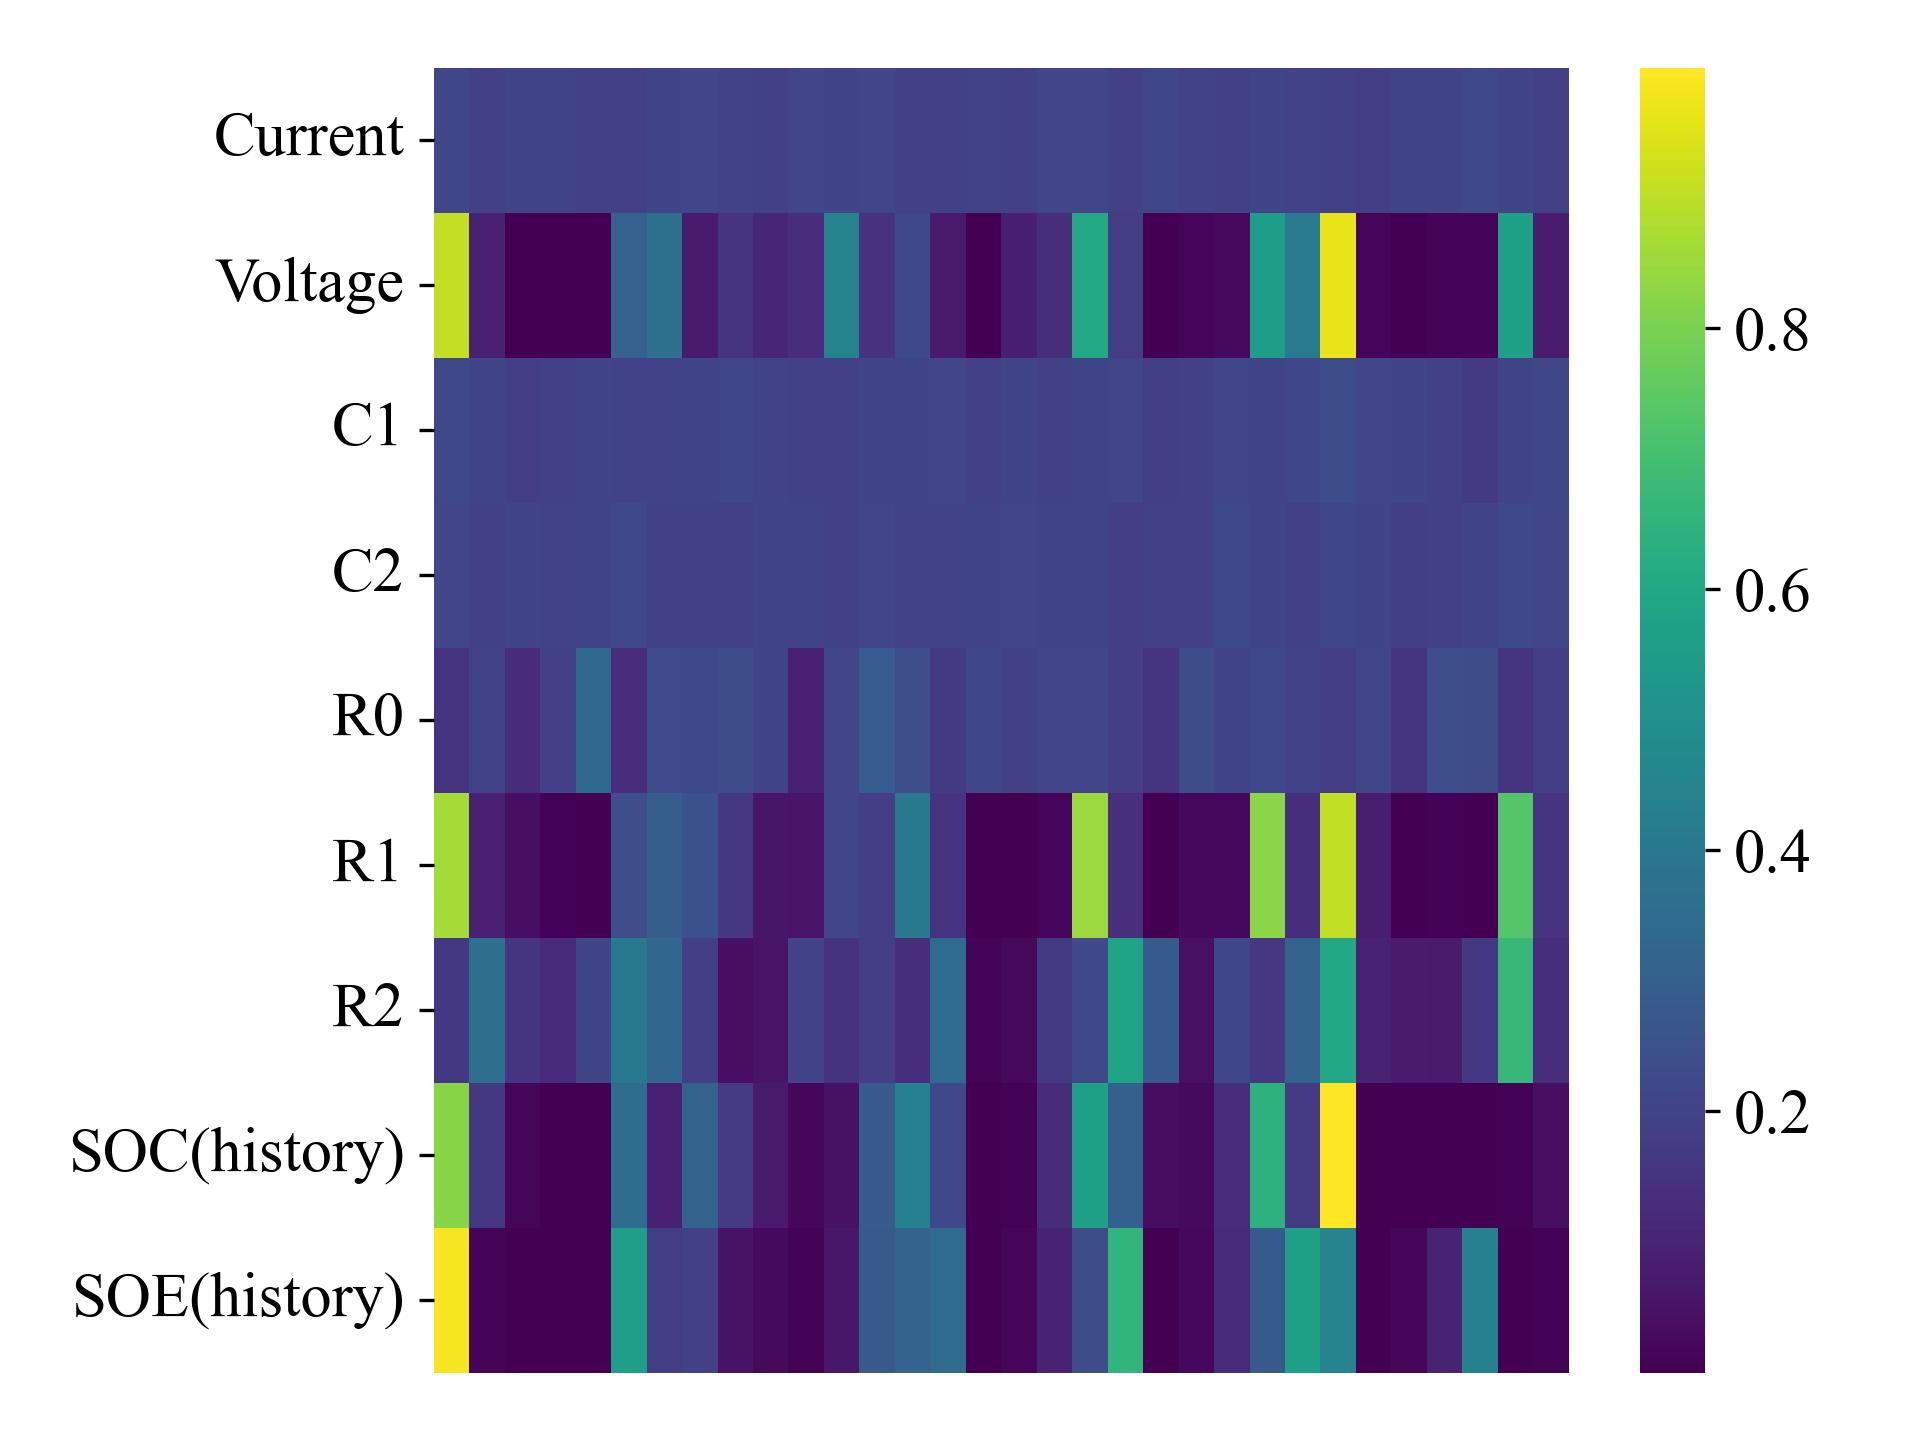 Current
Voltage
C1
C2
R0
R1
R2
SOC(history)
SOE(history)
0.8
0.6
0.4
0.2